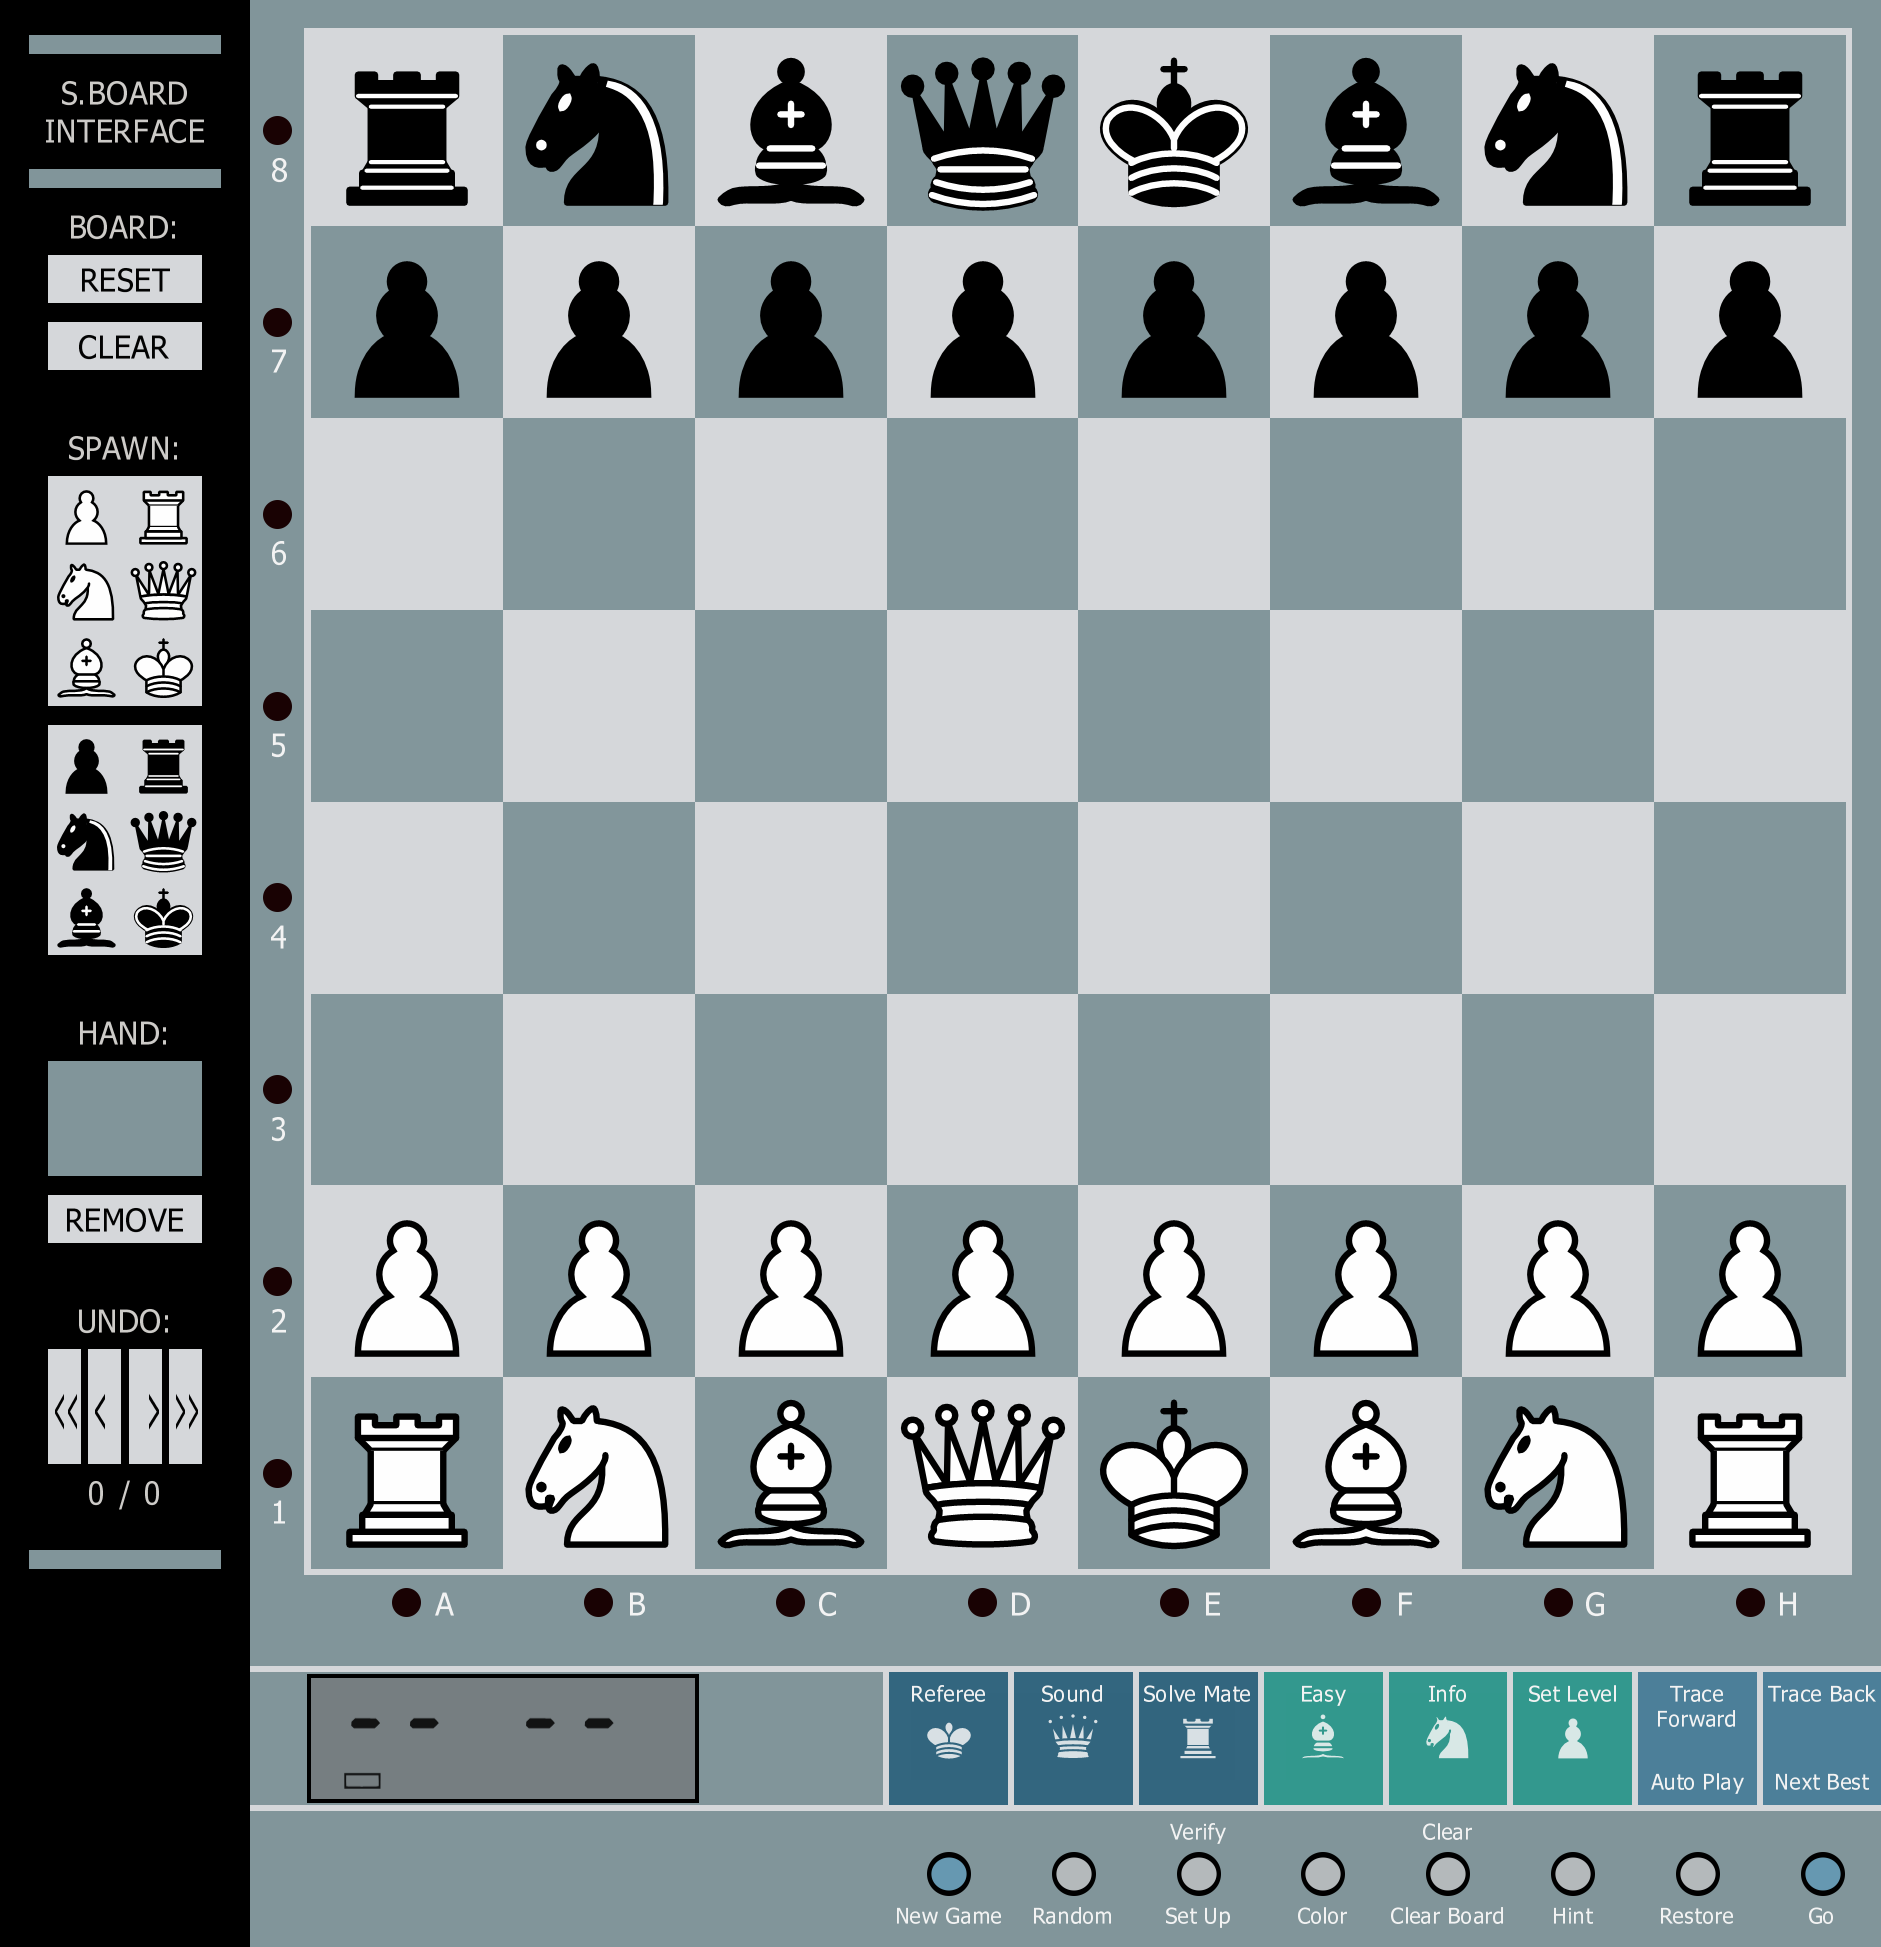 S.BOARD
INTERFACE
BOARD:
RESET
CLEAR
SPAWN:
HAND:
REMOVE
UNDO:
<< < > >>
0 / 0
8
7
6
5
4
3
2
1
A B C D E F G H
-- --
Referee
Sound
Solve Mate
Easy
Info
Set Level
Trace
Forward
Auto Play
Trace Back
Next Best
Verify
Clear
New Game
Random
Set Up
Color
Clear Board
Hint
Restore
Go